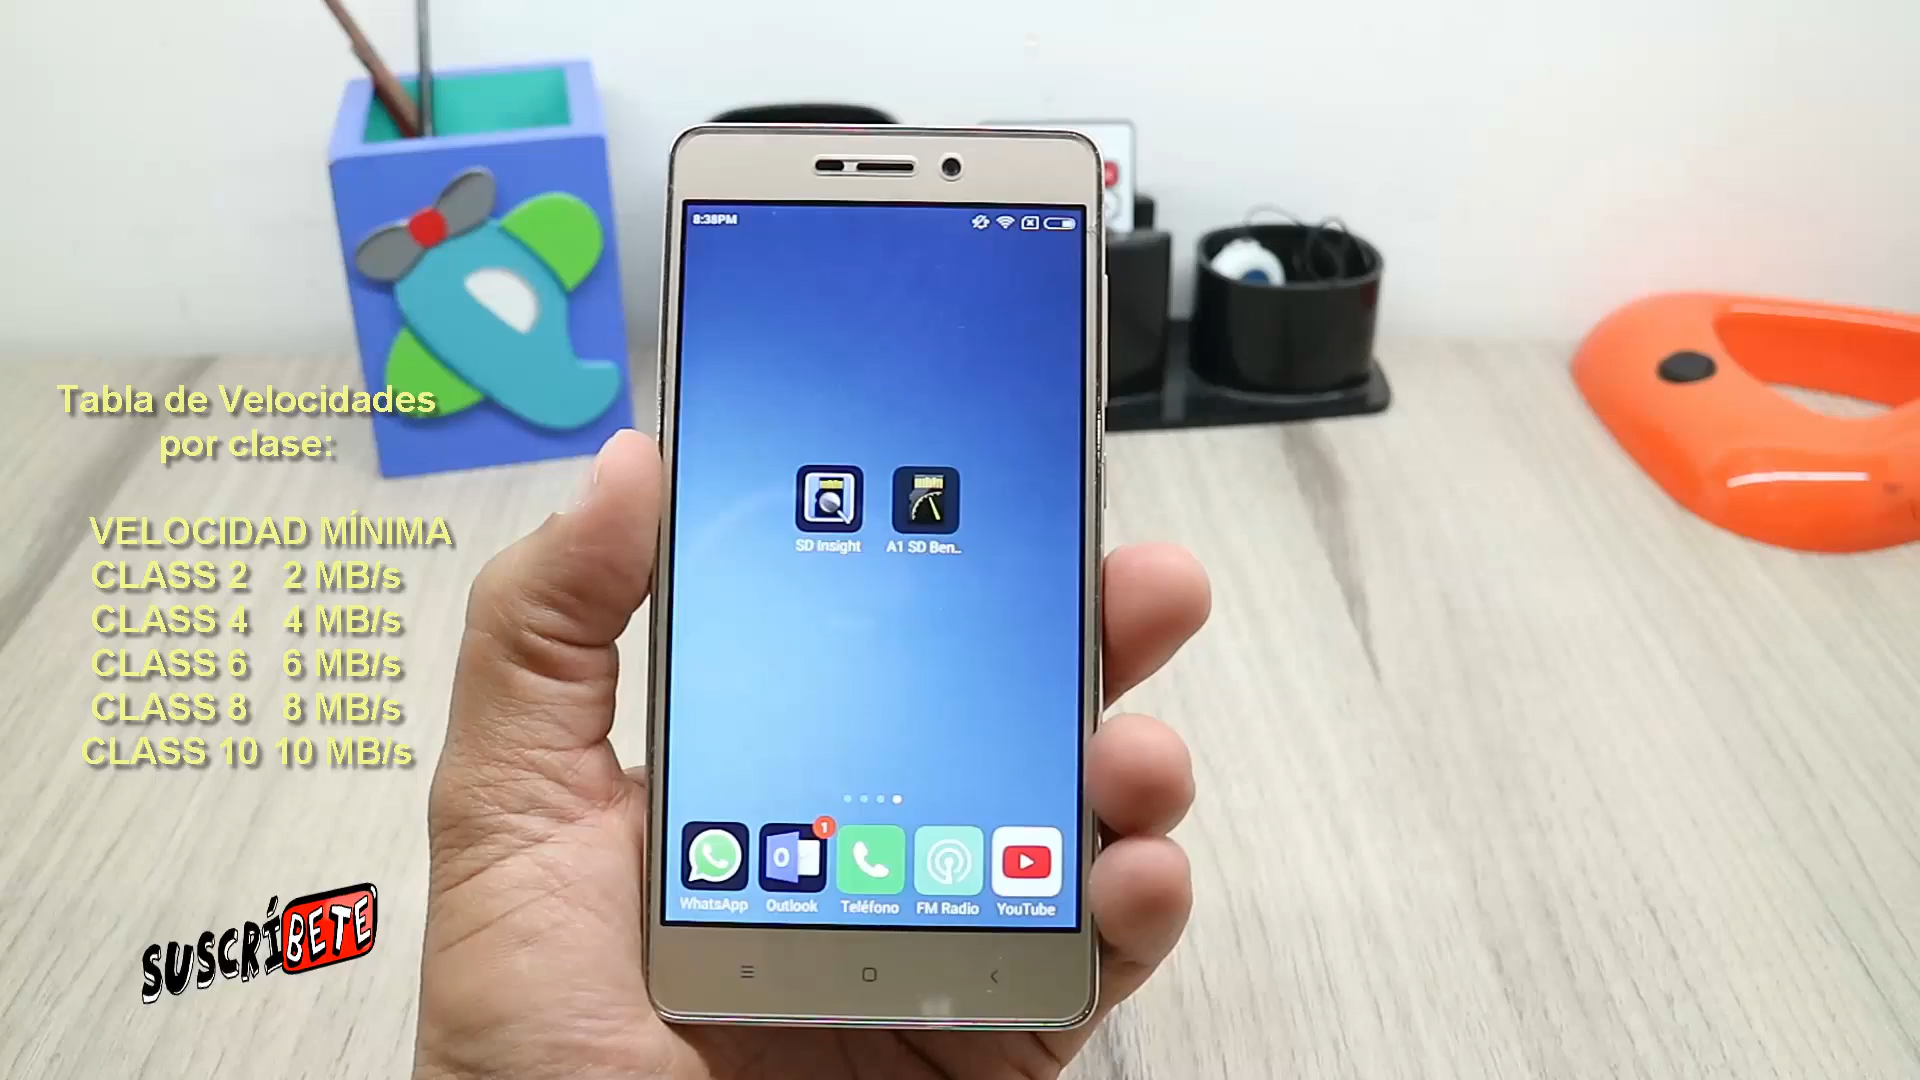 8:38PM
Tabla de Velocidades
por clase:
VELOCIDAD MÍNIMA
CLASS 2 2 MB/s
CLASS 4 4 MB/s
CLASS 6 6 MB/s
CLASS 8 8 MB/s
CLASS 10 10 MB/s
SD Insight A1 SD Ben..
1
WhatsApp Outlook Teléfono FM Radio YouTube
SUSCRÍBETE